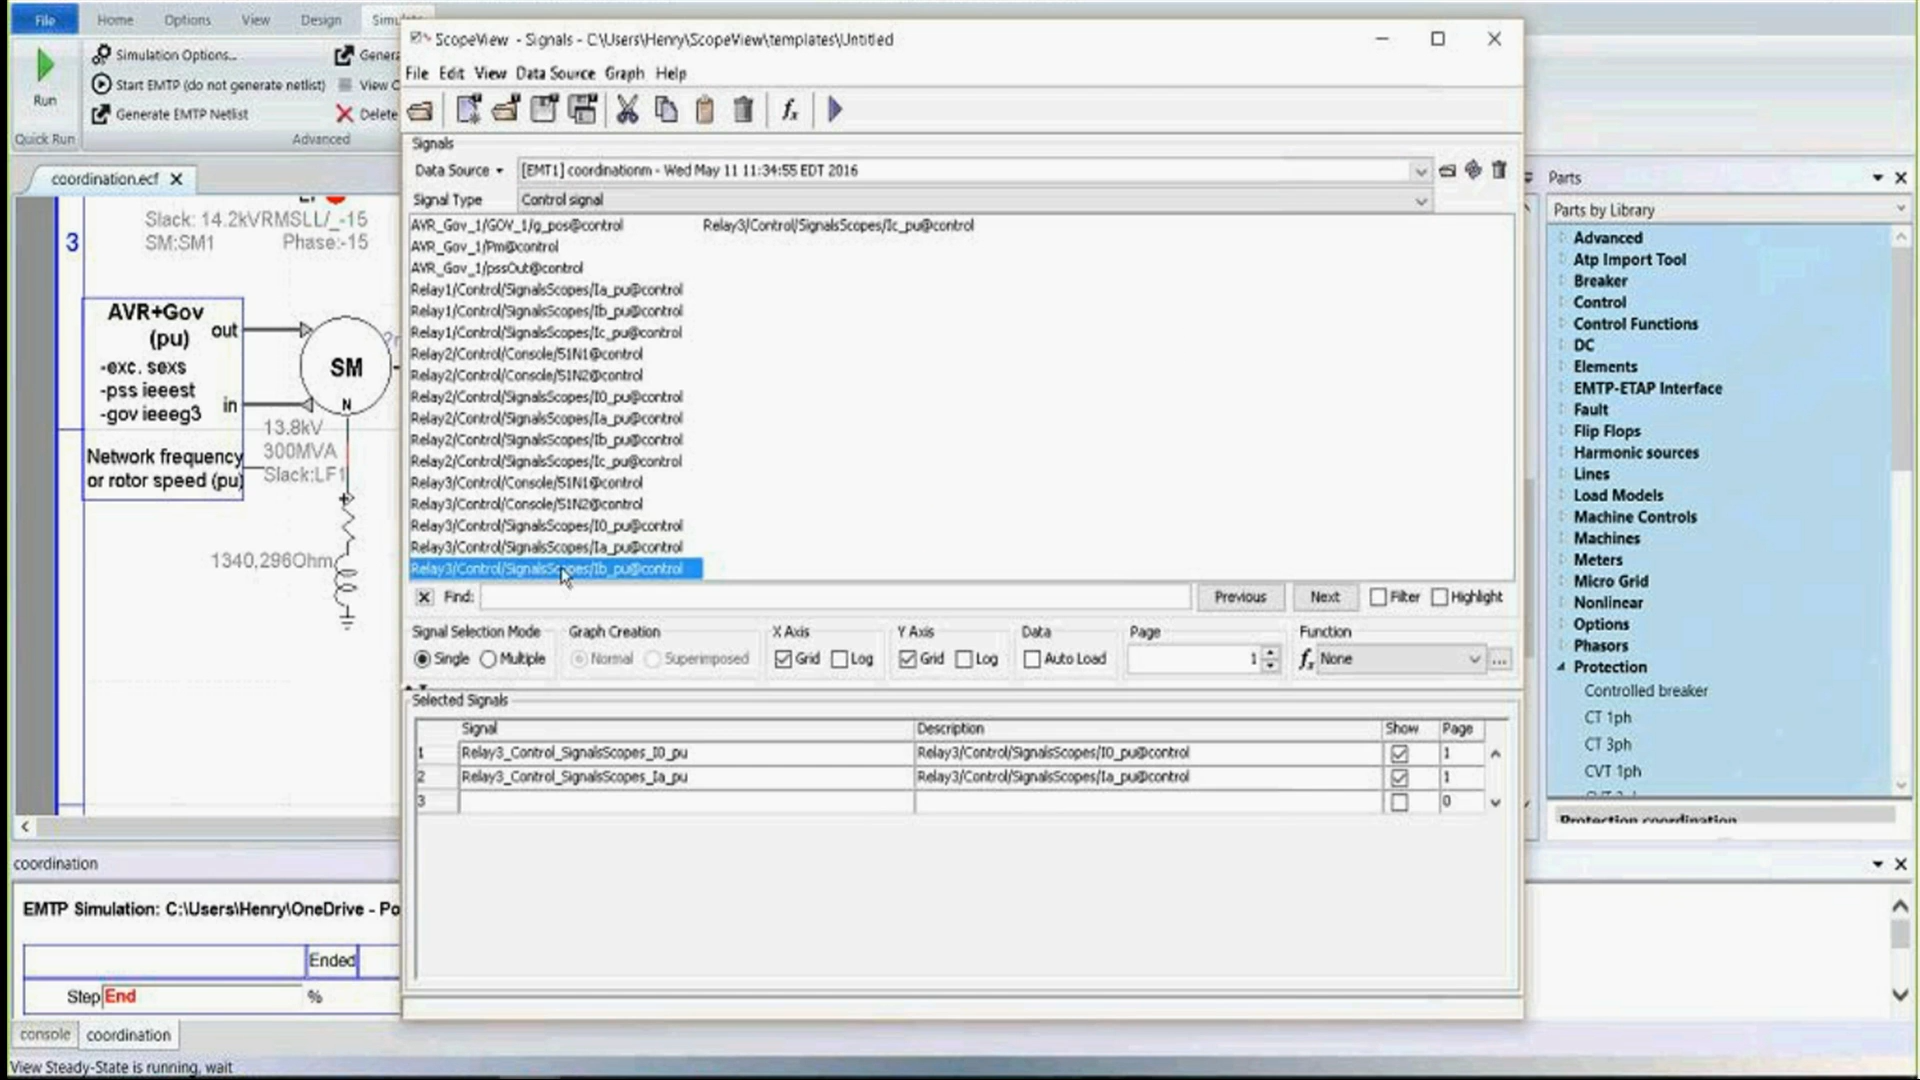 File Home Options View Design
Simulation Options...
Start EMTP (do not generate netlist)
View C
Run
Generate EMTP Netlist
Delete
Quick Run
Advanced
coordination.ecf
Slack: 14.2kVRMSLL/_-15
SM:SM1
Phase:-15
3
AVR+Gov
(pu)
out
-exc. sexs
-pss ieeest
-gov ieeeg3
in
SM
N
13.8kV
300MVA
Slack:LF1
Network frequency
or rotor speed (pu)
1340,296Ohm
coordination
EMTP Simulation: C:\Users\Henry\OneDrive - Po
Ended
Step End %
console coordination
View Steady-State is running, wait
ScopeView - Signals - C:\Users\Henry\ScopeView\templates\Untitled
File Edit View Data Source Graph Help
Signals
Data Source [EMT1] coordinationm - Wed May 11 11:34:55 EDT 2016
Signal Type Control signal
AVR_Gov_1/GOV_1/g_pos@control
AVR_Gov_1/Pm@control
AVR_Gov_1/pssOut@control
Relay1/Control/SignalsScopes/Ia_pu@control
Relay1/Control/SignalsScopes/Ib_pu@control
Relay1/Control/SignalsScopes/Ic_pu@control
Relay2/Control/Console/51N1@control
Relay2/Control/Console/51N2@control
Relay2/Control/SignalsScopes/I0_pu@control
Relay2/Control/SignalsScopes/Ia_pu@control
Relay2/Control/SignalsScopes/Ib_pu@control
Relay2/Control/SignalsScopes/Ic_pu@control
Relay3/Control/Console/51N1@control
Relay3/Control/Console/51N2@control
Relay3/Control/SignalsScopes/I0_pu@control
Relay3/Control/SignalsScopes/Ia_pu@control
Relay3/Control/SignalsScopes/Ib_pu@control
Relay3/Control/SignalsScopes/Ic_pu@control
Find: Previous Next Filter Highlight
Signal Selection Mode Graph Creation X Axis Y Axis Data Page Function
Single Multiple Normal Superimposed Grid Log Grid Log Auto Load 1 fx None ...
Selected Signals
Signal Description Show Page
1 Relay3_Control_SignalsScopes_I0_pu Relay3/Control/SignalsScopes/I0_pu@control 1
2 Relay3_Control_SignalsScopes_Ia_pu Relay3/Control/SignalsScopes/Ia_pu@control 1
3 0
Parts
Parts by Library
Advanced
Atp Import Tool
Breaker
Control
Control Functions
DC
Elements
EMTP-ETAP Interface
Fault
Flip Flops
Harmonic sources
Lines
Load Models
Machine Controls
Machines
Meters
Micro Grid
Nonlinear
Options
Phasors
Protection
Controlled breaker
CT 1ph
CT 3ph
CVT 1ph
Protection coordination